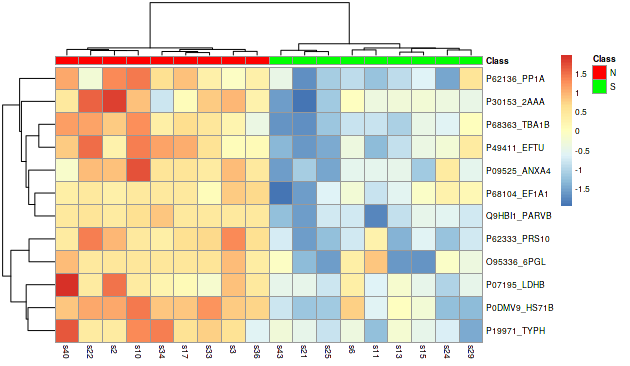 Class
P62136_PP1A
P30153_2AAA
P68363_TBA1B
P49411_EFTU
P09525_ANXA4
P68104_EF1A1
Q9HBI1_PARVB
P62333_PRS10
O95336_6PGL
P07195_LDHB
P0DMV9_HS71B
P19971_TYPH
s40 s22 s2 s10 s34 s17 s33 s3 s36 s43 s21 s25 s6 s11 s13 s15 s24 s29
1.5
1
0.5
0
-0.5
-1
-1.5
Class
N
S